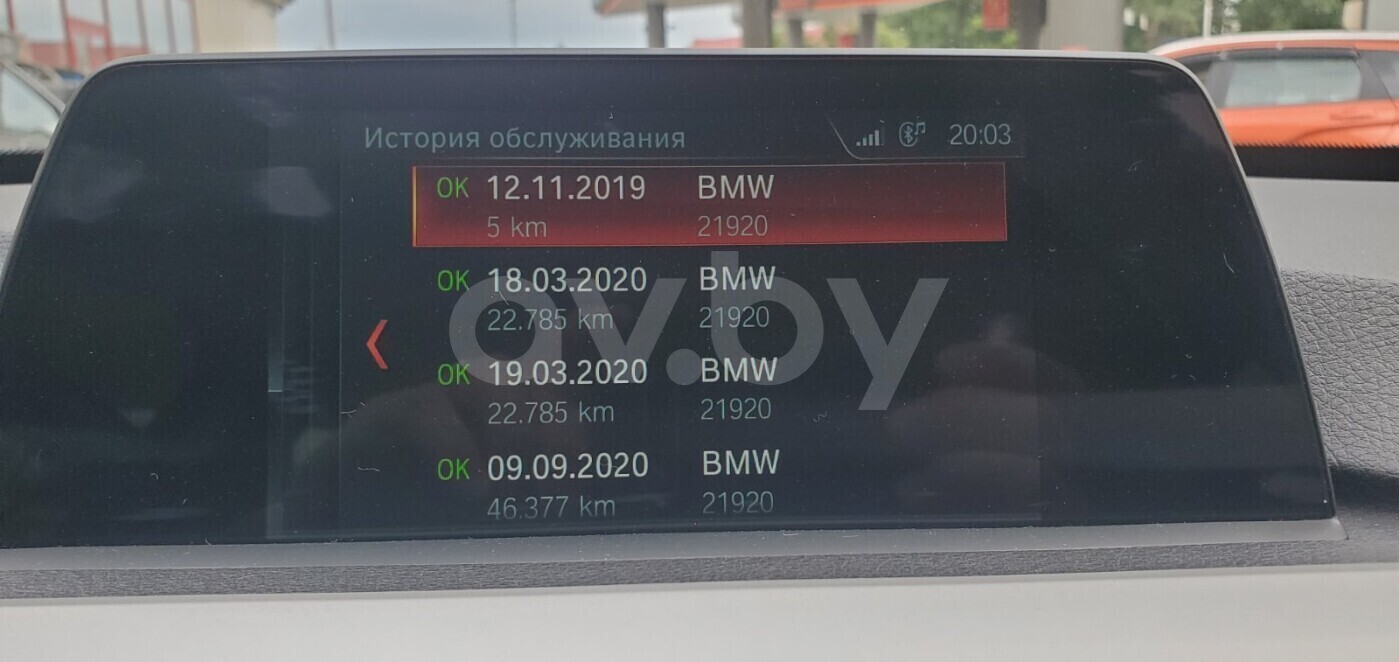 История обслуживания 20:03
OK 12.11.2019 BMW
5 km 21920
OK 18.03.2020 BMW
22.785 km 21920
av.by
OK 19.03.2020 BMW
22.785 km 21920
OK 09.09.2020 BMW
46.377 km 21920